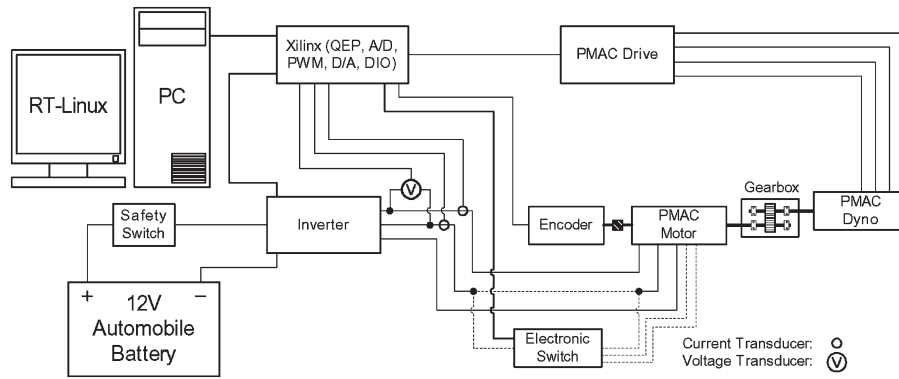 Xilinx (QEP, A/D,
PWM, D/A, DIO)
PMAC Drive
RT-Linux
PC
V
Gearbox
Safety
Switch
Inverter
Encoder
PMAC
Motor
PMAC
Dyno
+ −
12V
Automobile
Battery
Electronic
Switch
Current Transducer:
Voltage Transducer: V